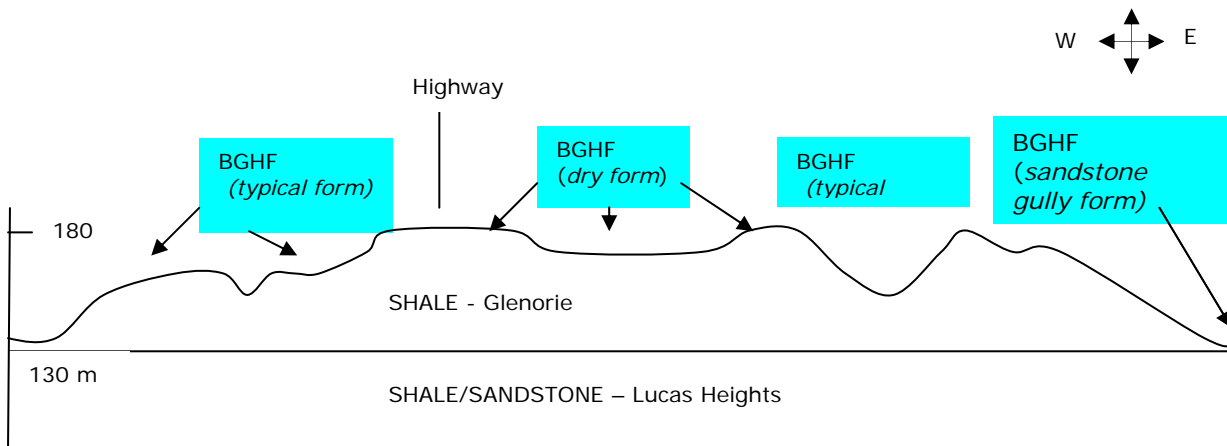 W
E
Highway
BGHF
(typical form)
BGHF
(dry form)
BGHF
(typical
BGHF
(sandstone
gully form)
180
SHALE - Glenorie
130 m
SHALE/SANDSTONE – Lucas Heights